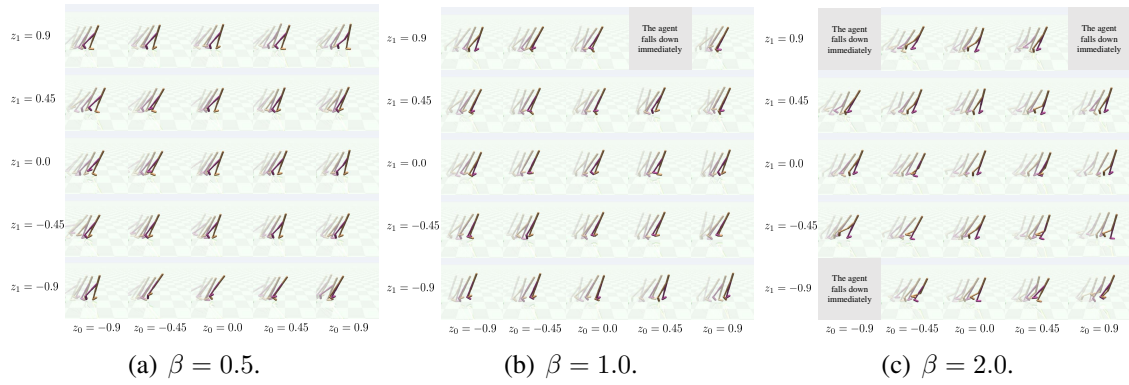 z₁ = 0.9
z₁ = 0.45
z₁ = 0.0
z₁ = −0.45
z₁ = −0.9
z₀ = −0.9 z₀ = −0.45 z₀ = 0.0 z₀ = 0.45 z₀ = 0.9
(a) β = 0.5.
z₁ = 0.9
The agent
falls down
immediately
z₁ = 0.45
z₁ = 0.0
z₁ = −0.45
z₁ = −0.9
z₀ = −0.9 z₀ = −0.45 z₀ = 0.0 z₀ = 0.45 z₀ = 0.9
(b) β = 1.0.
z₁ = 0.9
The agent
falls down
immediately
The agent
falls down
immediately
z₁ = 0.45
z₁ = 0.0
z₁ = −0.45
z₁ = −0.9
The agent
falls down
immediately
z₀ = −0.9 z₀ = −0.45 z₀ = 0.0 z₀ = 0.45 z₀ = 0.9
(c) β = 2.0.